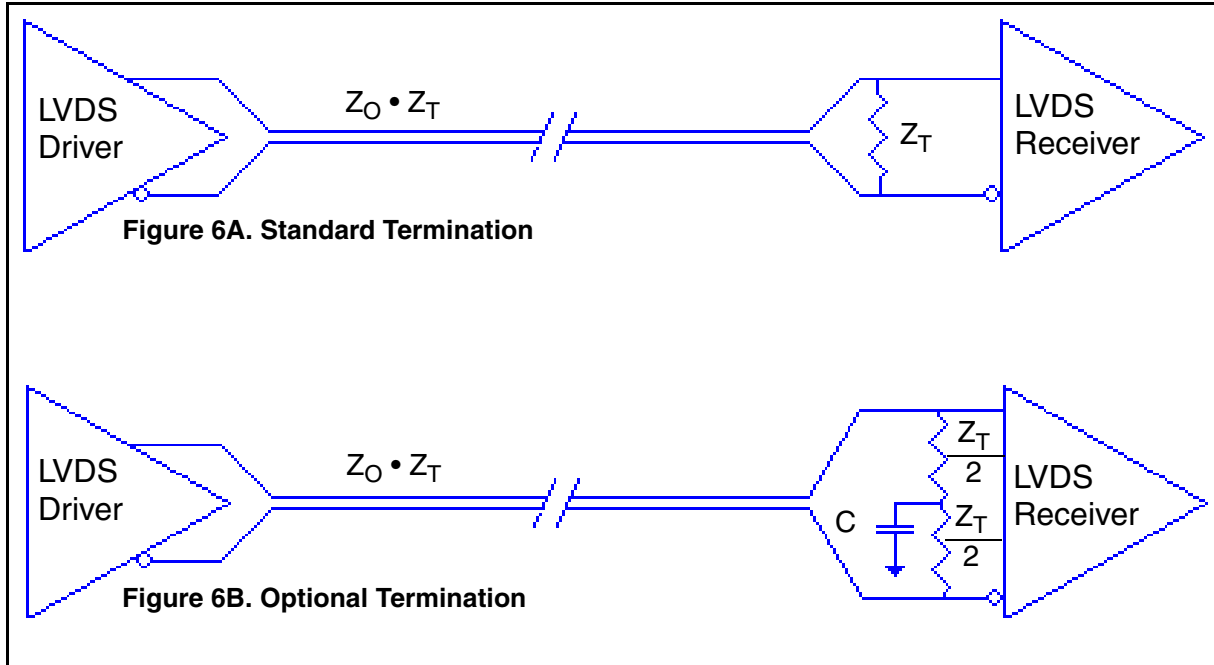 LVDS
Driver
Z_O • Z_T
Z_T
LVDS
Receiver
Figure 6A. Standard Termination
LVDS
Driver
Z_O • Z_T
C
Z_T
2
Z_T
2
LVDS
Receiver
Figure 6B. Optional Termination